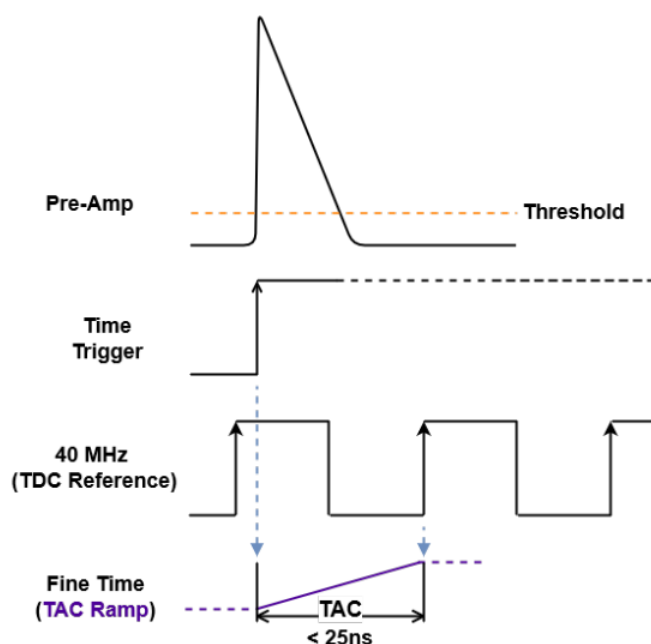 Pre-Amp
Threshold
Time
Trigger
40 MHz
(TDC Reference)
Fine Time
(TAC Ramp)
TAC
< 25ns